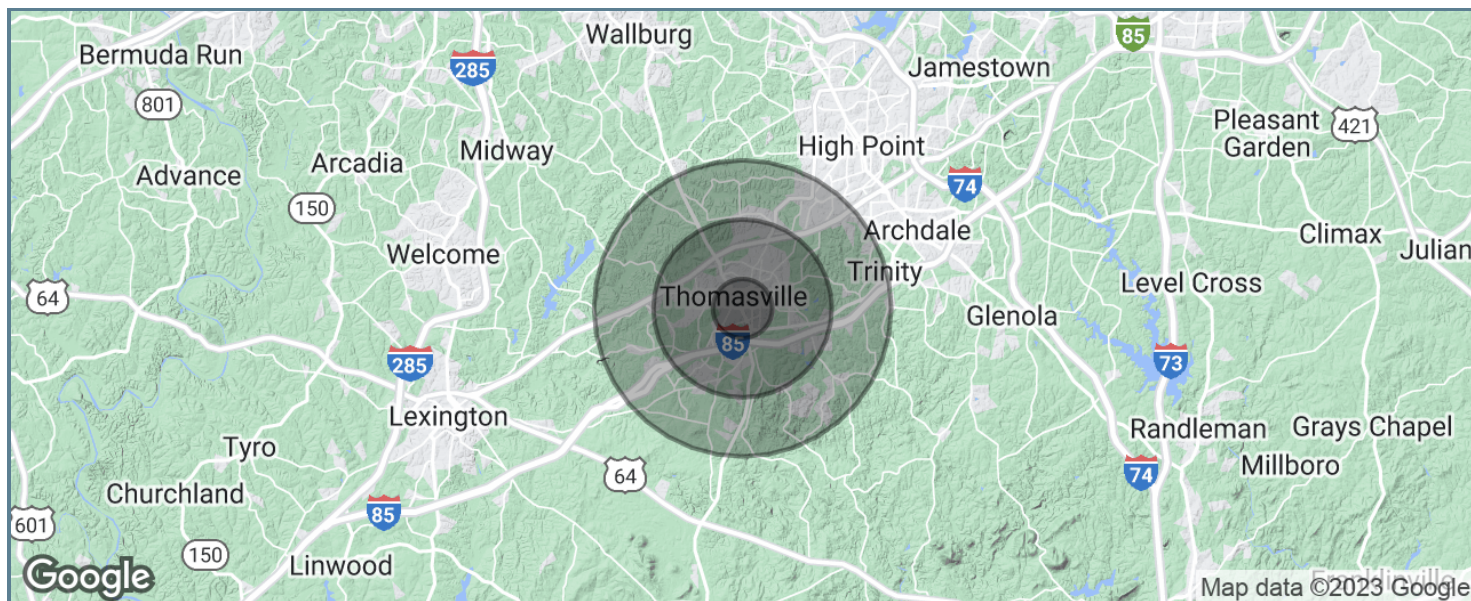 Bermuda Run
Wallburg
85
285
Jamestown
801
Pleasant
Garden
421
High Point
Midway
Arcadia
Advance
74
150
Archdale
Climax
Julian
Welcome
Trinity
Level Cross
64
Thomasville
Glenola
85
285
73
Lexington
Randleman
Grays Chapel
Tyro
Millboro
64
74
Churchland
85
601
150
Linwood
Google
Franklinville
Map data ©2023 Google